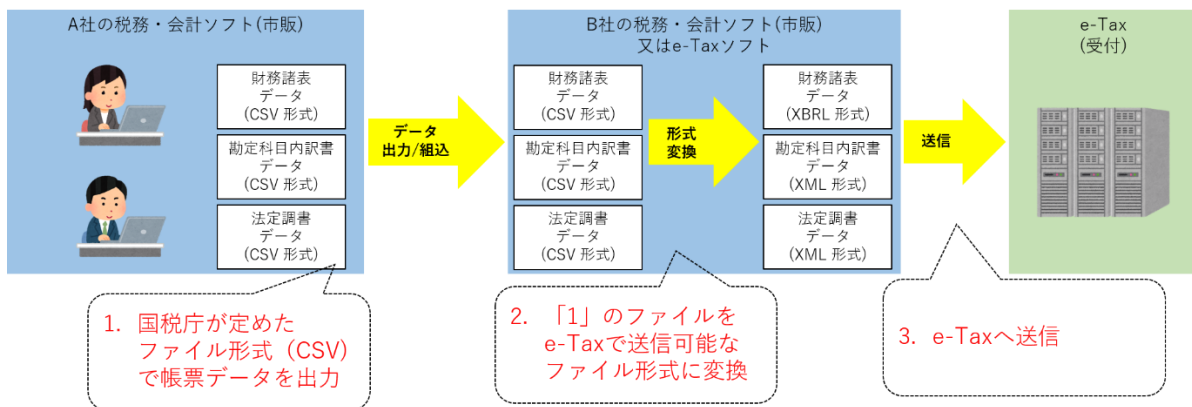 A社の税務・会計ソフト(市販)
財務諸表
データ
(CSV 形式)
勘定科目内訳書
データ
(CSV 形式)
法定調書
データ
(CSV 形式)
データ
出力/組込
B社の税務・会計ソフト(市販)
又はe-Taxソフト
財務諸表
データ
(CSV 形式)
勘定科目内訳書
データ
(CSV 形式)
法定調書
データ
(CSV 形式)
形式
変換
財務諸表
データ
(XBRL 形式)
勘定科目内訳書
データ
(XML 形式)
法定調書
データ
(XML 形式)
送信
e-Tax
(受付)
1. 国税庁が定めた
ファイル形式（CSV）
で帳票データを出力
2. 「1」のファイルを
e-Taxで送信可能な
ファイル形式に変換
3. e-Taxへ送信